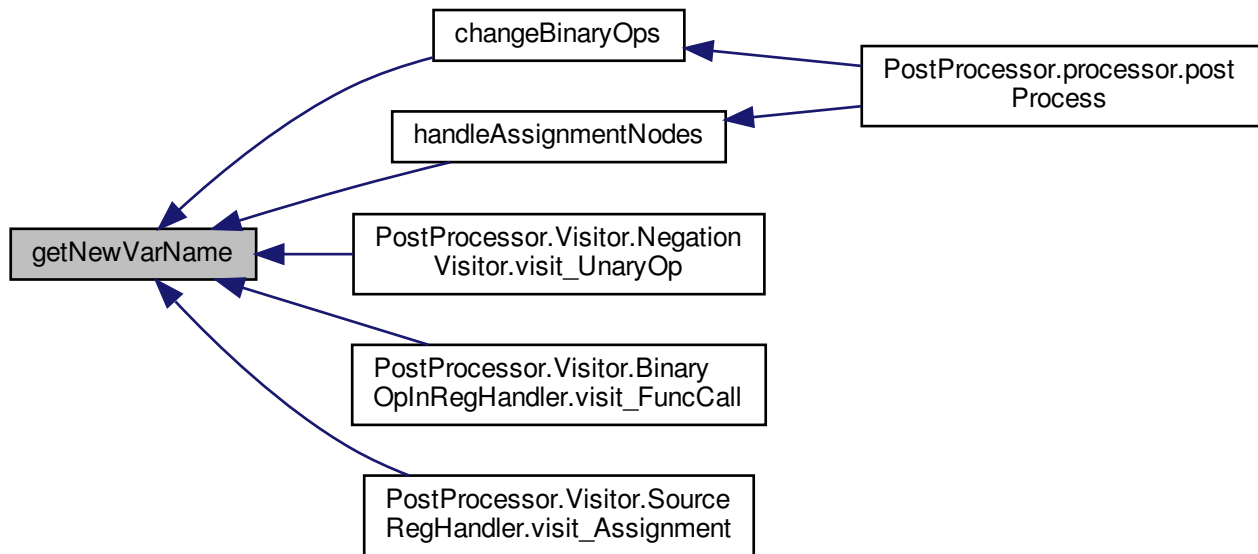 changeBinaryOps
PostProcessor.processor.post
Process
handleAssignmentNodes
getNewVarName
PostProcessor.Visitor.Negation
Visitor.visit_UnaryOp
PostProcessor.Visitor.Binary
OpInRegHandler.visit_FuncCall
PostProcessor.Visitor.Source
RegHandler.visit_Assignment